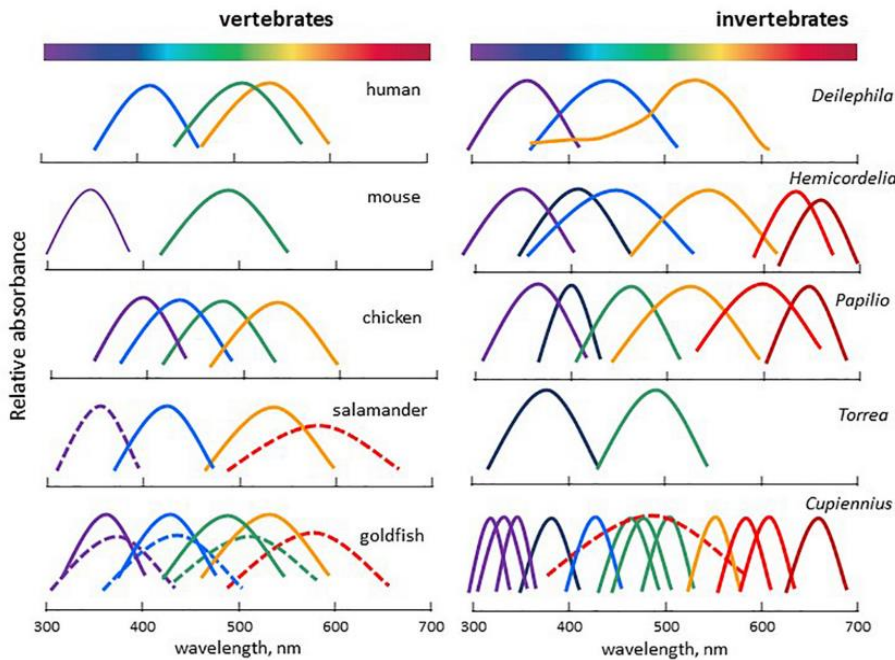 vertebrates
invertebrates
human
mouse
chicken
salamander
goldfish
Relative absorbance
300 400 500 600 700
wavelength, nm
Deilephila
Hemicordelia
Papilio
Torrea
Cupiennius
300 400 500 600 700
wavelength, nm